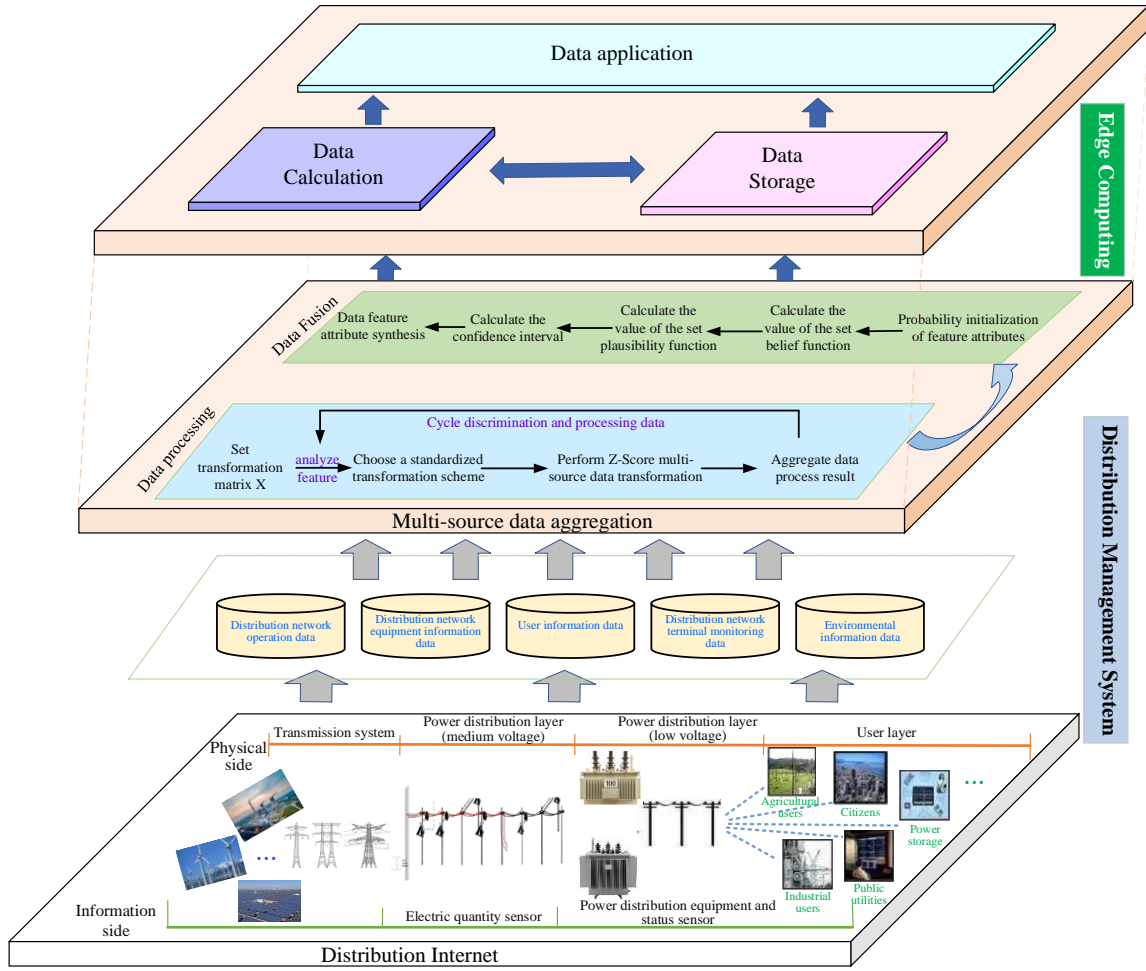 Data application
Data
Calculation
Data
Storage
Edge Computing
Data Fusion
Data feature
attribute synthesis
Calculate the
confidence interval
Calculate the
value of the set
plausibility function
Calculate the
value of the set
belief function
Probability initialization
of feature attributes
Data processing
Cycle discrimination and processing data
Set
transformation
matrix X
analyze
feature
Choose a standardized
transformation scheme
Perform Z-Score multi-
source data transformation
Aggregate data
process result
Multi-source data aggregation
Distribution Management System
Distribution network
operation data
Distribution network
equipment information
data
User information data
Distribution network
terminal monitoring
data
Environmental
information data
Physical
side
Transmission system
Power distribution layer
(medium voltage)
Power distribution layer
(low voltage)
User layer
100
...
Agricultural
users
Citizens
Power
storage
...
Industrial
users
Public
utilities
Information
side
Electric quantity sensor
Power distribution equipment and
status sensor
Distribution Internet